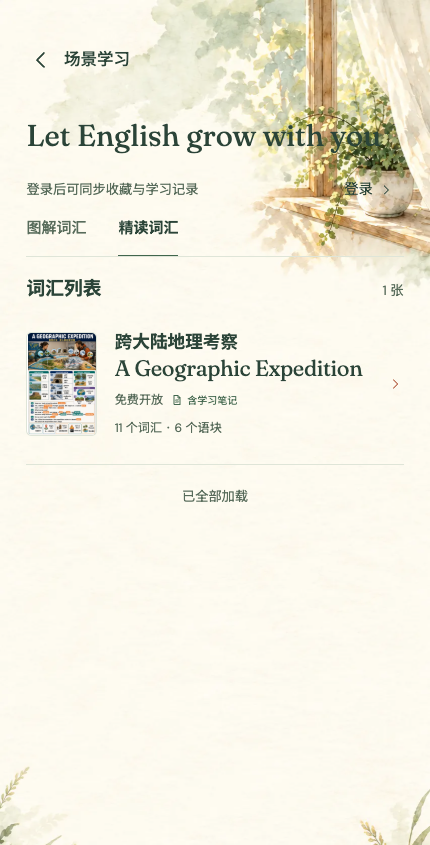 场景学习
Let English grow with you.
登录后可同步收藏与学习记录
登录
图解词汇 精读词汇
词汇列表
1 张
A GEOGRAPHIC EXPEDITION
跨大陆地理考察
A Geographic Expedition
免费开放 含学习笔记
11 个词汇 · 6 个语块
已全部加载